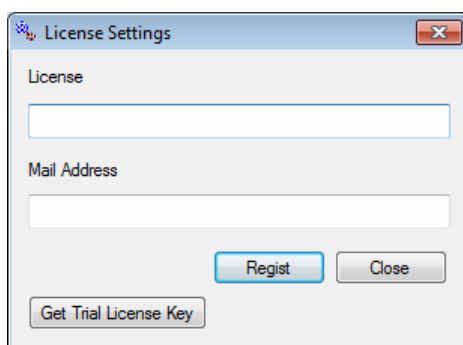 License Settings
License
Mail Address
Regist Close
Get Trial License Key